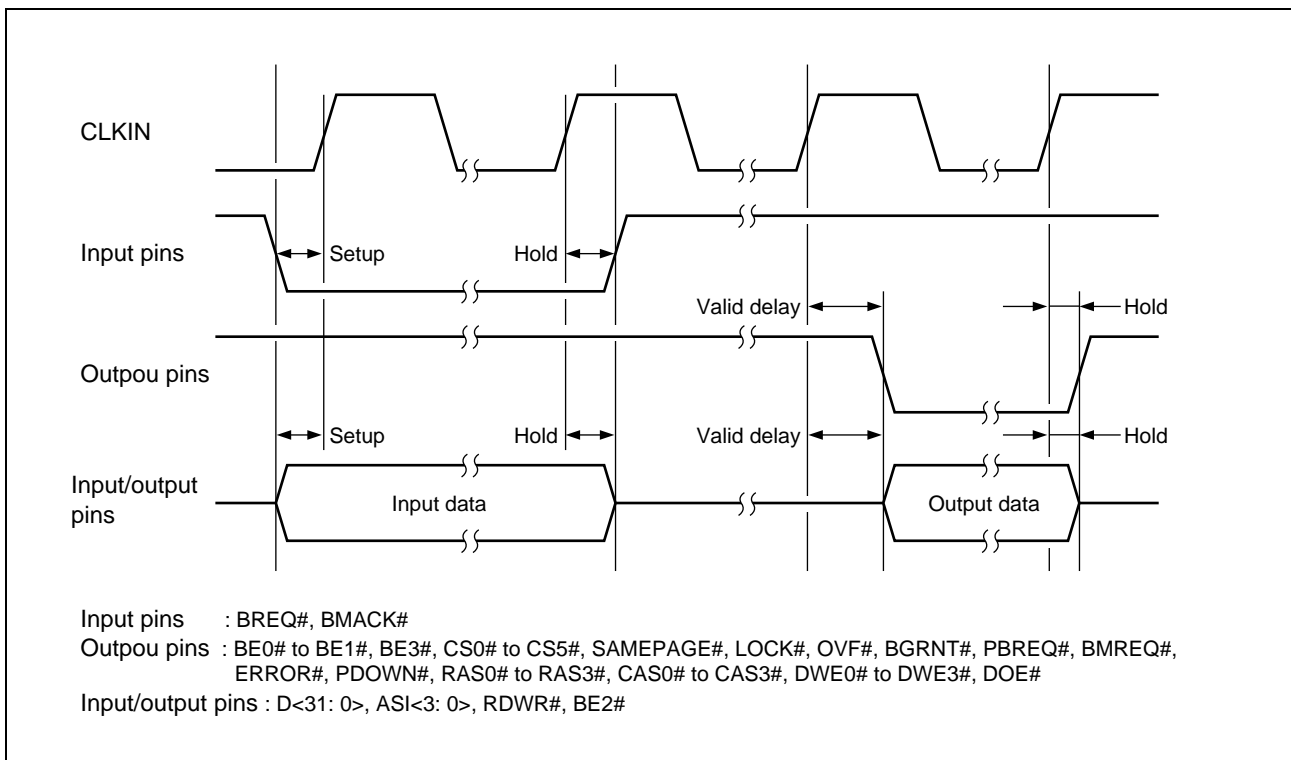 CLKIN
Input pins
Setup
Hold
Valid delay
Hold
Outpou pins
Setup
Hold
Valid delay
Hold
Input/output
pins
Input data
Output data
Input pins : BREQ#, BMACK#
Outpou pins : BE0# to BE1#, BE3#, CS0# to CS5#, SAMEPAGE#, LOCK#, OVF#, BGRNT#, PBREQ#, BMREQ#,
ERROR#, PDOWN#, RAS0# to RAS3#, CAS0# to CAS3#, DWE0# to DWE3#, DOE#
Input/output pins : D<31: 0>, ASI<3: 0>, RDWR#, BE2#